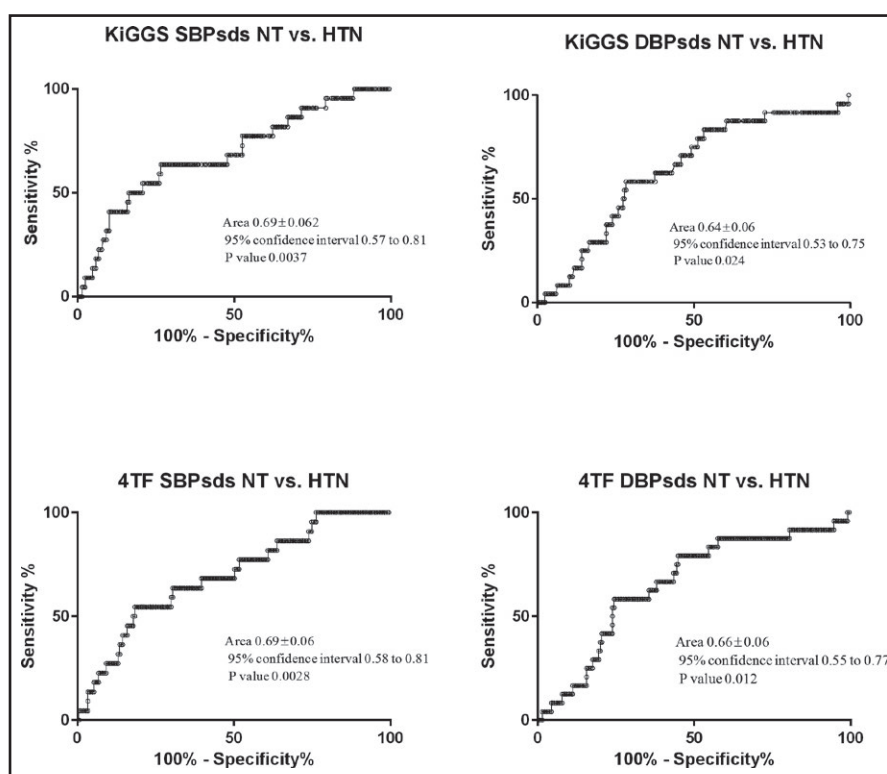 KiGGS SBPsds NT vs. HTN
Sensitivity %
100
50
0
0
50
100
Area 0.69±0.062
95% confidence interval 0.57 to 0.81
P value 0.0037
100% - Specificity%
KiGGS DBPsds NT vs. HTN
Sensitivity %
100
50
0
0
50
100
Area 0.64±0.06
95% confidence interval 0.53 to 0.75
P value 0.024
100% - Specificity%
4TF SBPsds NT vs. HTN
Sensitivity %
100
50
0
0
50
100
Area 0.69±0.06
95% confidence interval 0.58 to 0.81
P value 0.0028
100% - Specificity%
4TF DBPsds NT vs. HTN
Sensitivity %
100
50
0
0
50
100
Area 0.66±0.06
95% confidence interval 0.55 to 0.77
P value 0.012
100% - Specificity%